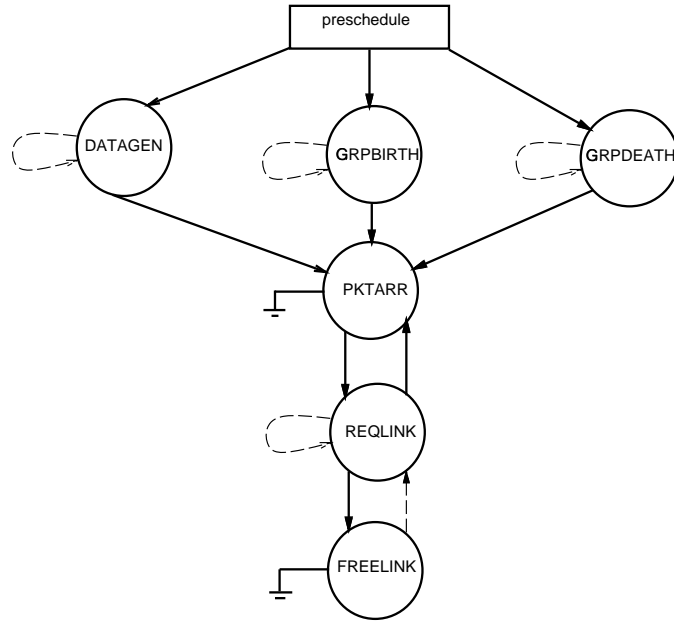 preschedule
DATAGEN
GRPBIRTH
GRPDEATH
PKTARR
REQLINK
FREELINK